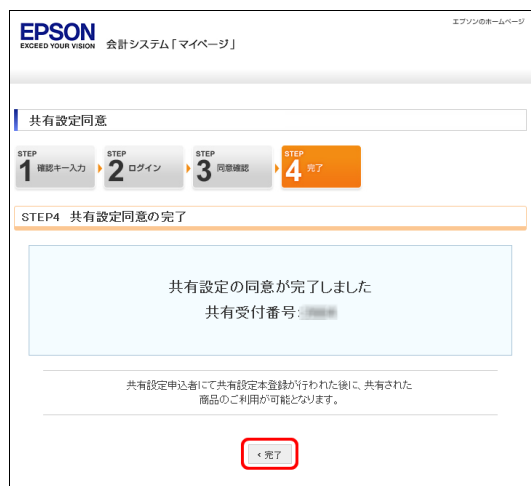 エプソンのホームページ
EPSON
EXCEED YOUR VISION
会計システム「マイページ」
共有設定同意
STEP
1 確認キー入力
STEP
2 ログイン
STEP
3 同意確認
STEP
4 完了
STEP4 共有設定同意の完了
共有設定の同意が完了しました
共有受付番号:
共有設定申込者にて共有設定本登録が行われた後に、共有された
商品のご利用が可能となります。
< 完了